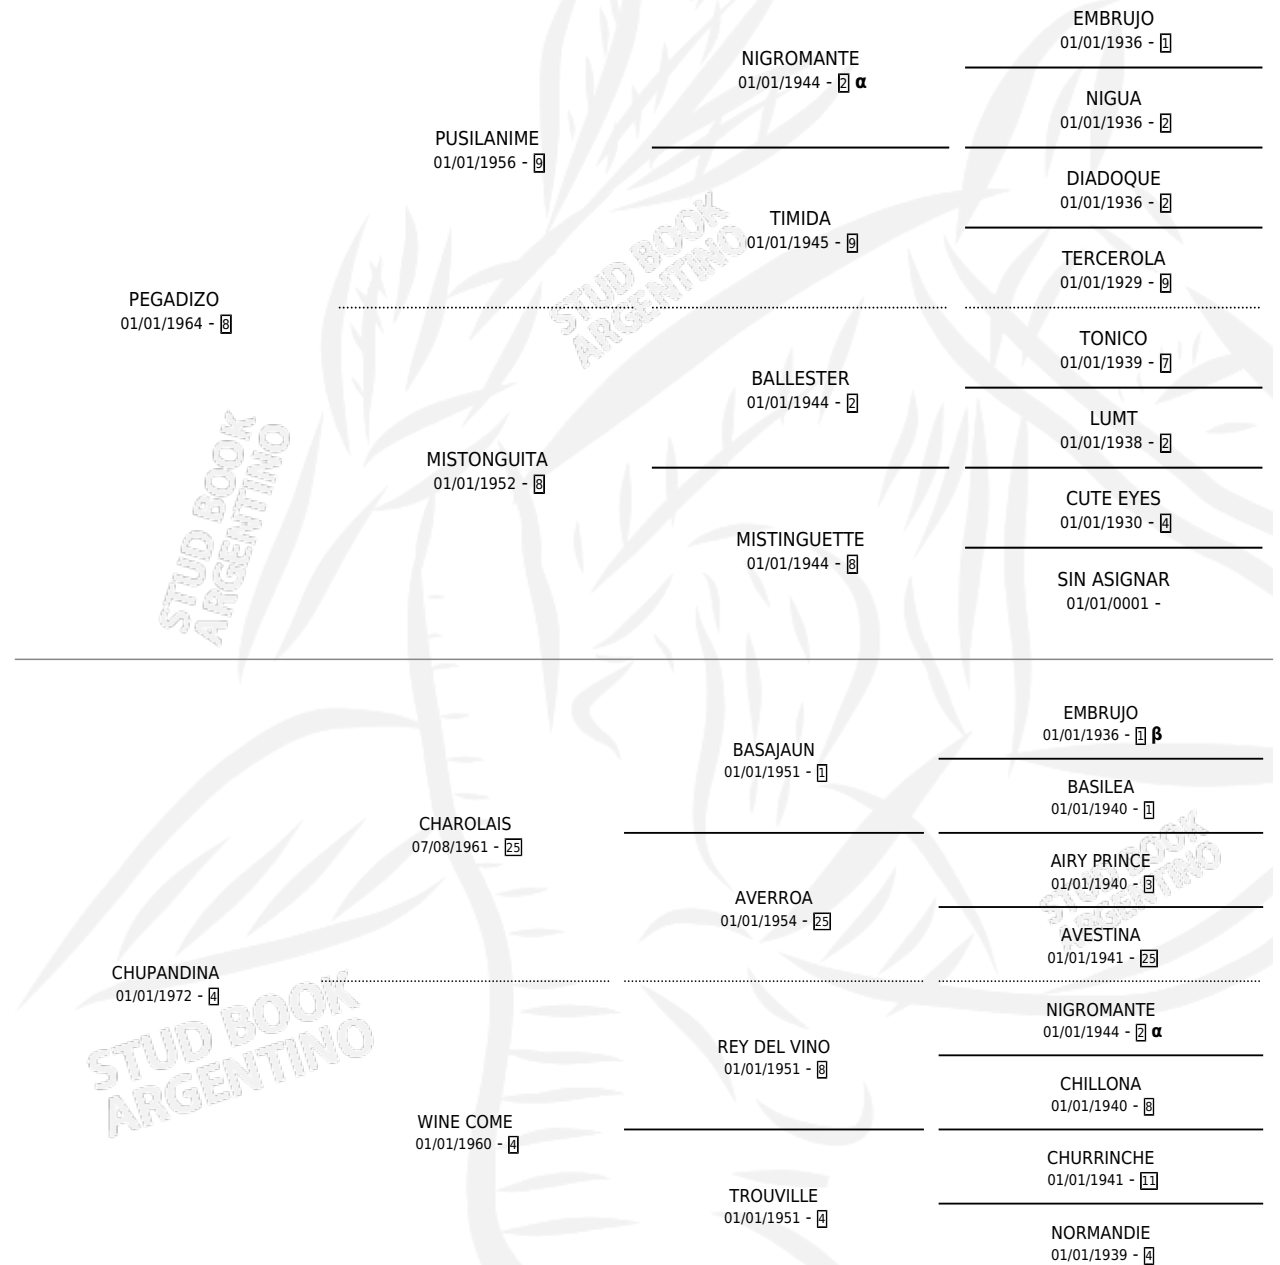 EMBRUJO
01/01/1936 - 1
NIGROMANTE
01/01/1944 - 2 α
NIGUA
01/01/1936 - 2
PUSILANIME
01/01/1956 - 9
DIADOQUE
01/01/1936 - 2
TIMIDA
01/01/1945 - 9
TERCEROLA
01/01/1929 - 9
PEGADIZO
01/01/1964 - 8
TONICO
01/01/1939 - 7
BALLESTER
01/01/1944 - 2
LUMT
01/01/1938 - 2
MISTONGUITA
01/01/1952 - 8
CUTE EYES
01/01/1930 - 4
MISTINGUETTE
01/01/1944 - 8
SIN ASIGNAR
01/01/0001 -
STUD BOOK
ARGENTINO
STUD BOOK
ARGENTINO
EMBRUJO
01/01/1936 - 1 β
BASAJAUN
01/01/1951 - 1
BASILEA
01/01/1940 - 1
CHAROLAIS
07/08/1961 - 25
AIRY PRINCE
01/01/1940 - 3
AVERROA
01/01/1954 - 25
AVESTINA
01/01/1941 - 25
CHUPANDINA
01/01/1972 - 4
NIGROMANTE
01/01/1944 - 2 α
REY DEL VINO
01/01/1951 - 8
CHILLONA
01/01/1940 - 8
WINE COME
01/01/1960 - 4
CHURRINCHE
01/01/1941 - 11
TROUVILLE
01/01/1951 - 4
NORMANDIE
01/01/1939 - 4
STUD BOOK
ARGENTINO
STUD BOOK
ARGENTINO